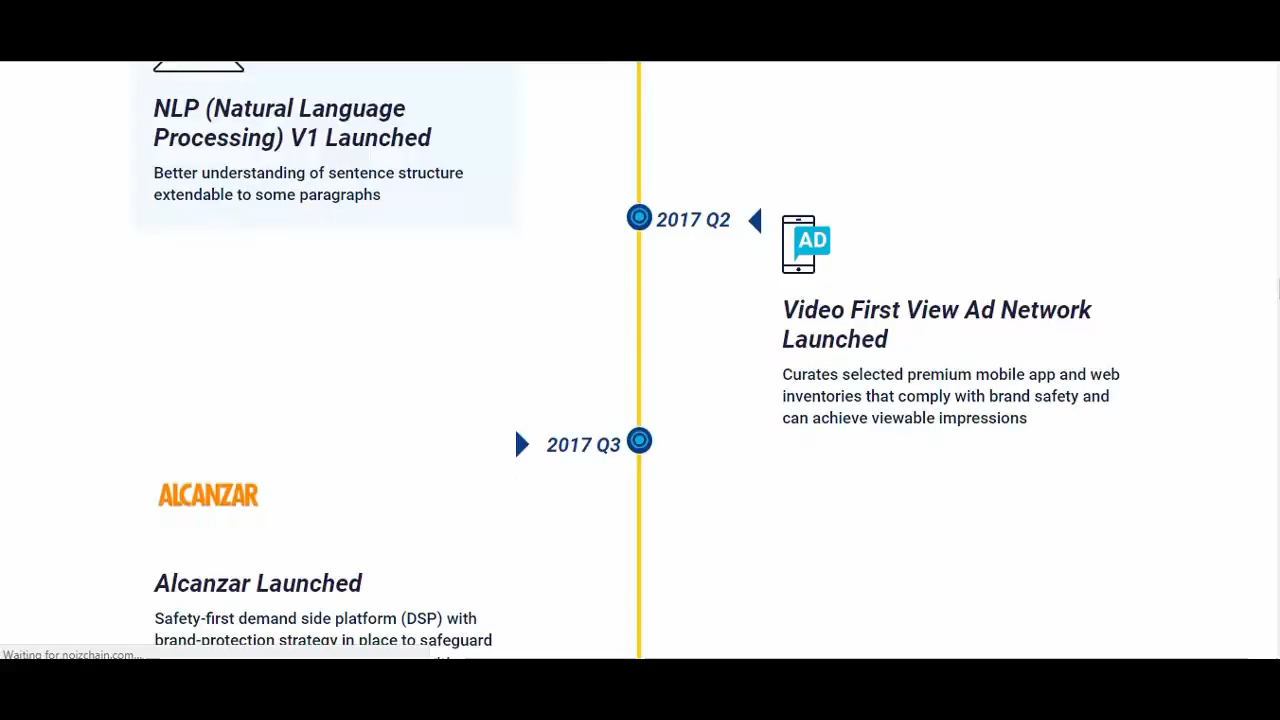 NLP (Natural Language
Processing) V1 Launched
Better understanding of sentence structure
extendable to some paragraphs
2017 Q2
AD
Video First View Ad Network
Launched
Curates selected premium mobile app and web
inventories that comply with brand safety and
can achieve viewable impressions
2017 Q3
ALCANZAR
Alcanzar Launched
Safety-first demand side platform (DSP) with
brand-protection strategy in place to safeguard
Waiting for noizchain.com...